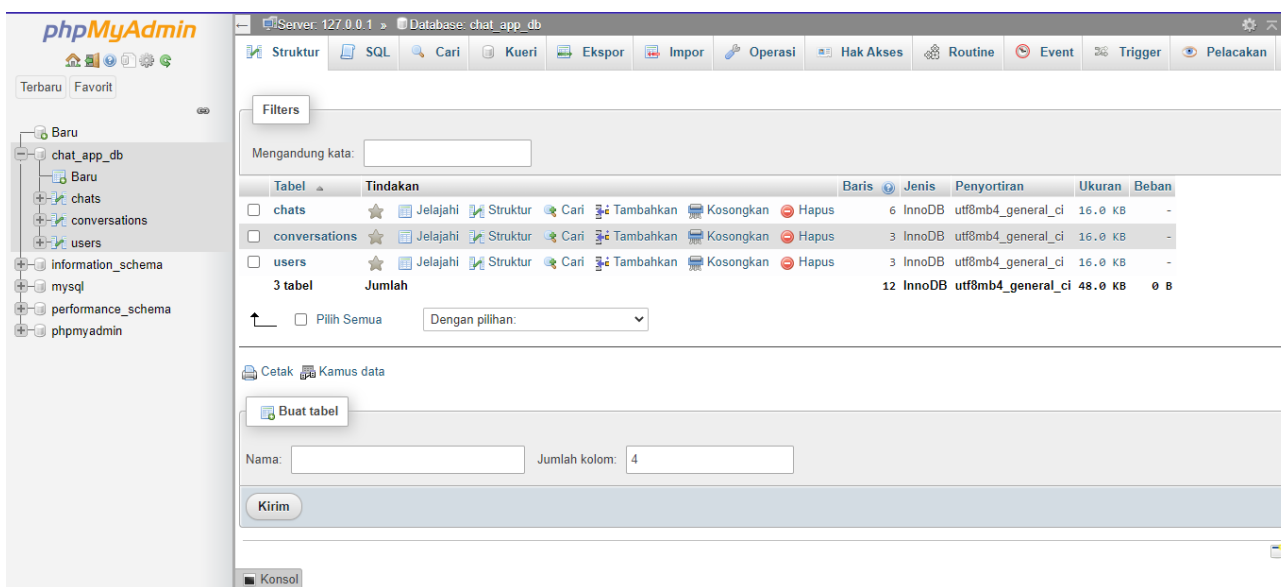 phpMyAdmin
Terbaru Favorit
Baru
chat_app_db
Baru
chats
conversations
users
information_schema
mysql
performance_schema
phpmyadmin
Server: 127.0.0.1 » Database: chat_app_db
Struktur SQL Cari Kueri Ekspor Impor Operasi Hak Akses Routine Event Trigger Pelacakan
Filters
Mengandung kata:
Tabel Tindakan Baris Jenis Penyortiran Ukuran Beban
chats Jelajahi Struktur Cari Tambahkan Kosongkan Hapus 6 InnoDB utf8mb4_general_ci 16.0 KB -
conversations Jelajahi Struktur Cari Tambahkan Kosongkan Hapus 3 InnoDB utf8mb4_general_ci 16.0 KB -
users Jelajahi Struktur Cari Tambahkan Kosongkan Hapus 3 InnoDB utf8mb4_general_ci 16.0 KB -
3 tabel Jumlah 12 InnoDB utf8mb4_general_ci 48.0 KB 0 B
Pilih Semua Dengan pilihan:
Cetak Kamus data
Buat tabel
Nama: Jumlah kolom: 4
Kirim
Konsol